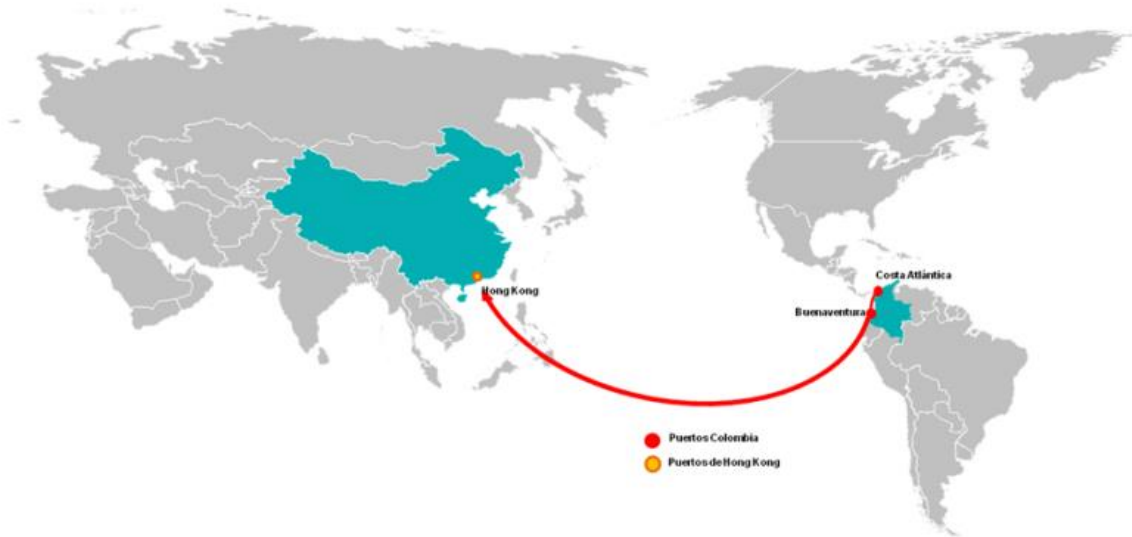 Costa Atlántica
Hong Kong
Buenaventura
Puertos Colombia
Puertos de Hong Kong